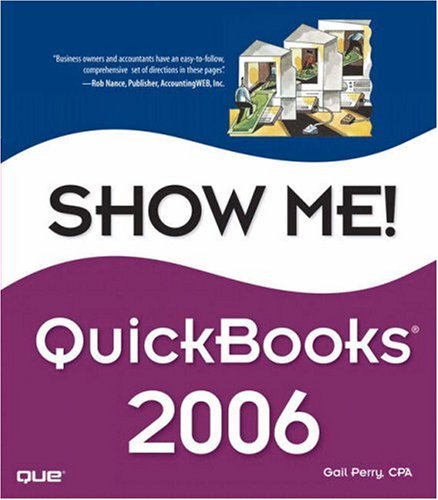 "Business owners and accountants have an easy-to-follow,
comprehensive set of directions in these pages".
—Rob Nance, Publisher, AccountingWEB, Inc.
SHOW ME!
QuickBooks®
2006
QUE®
Gail Perry, CPA